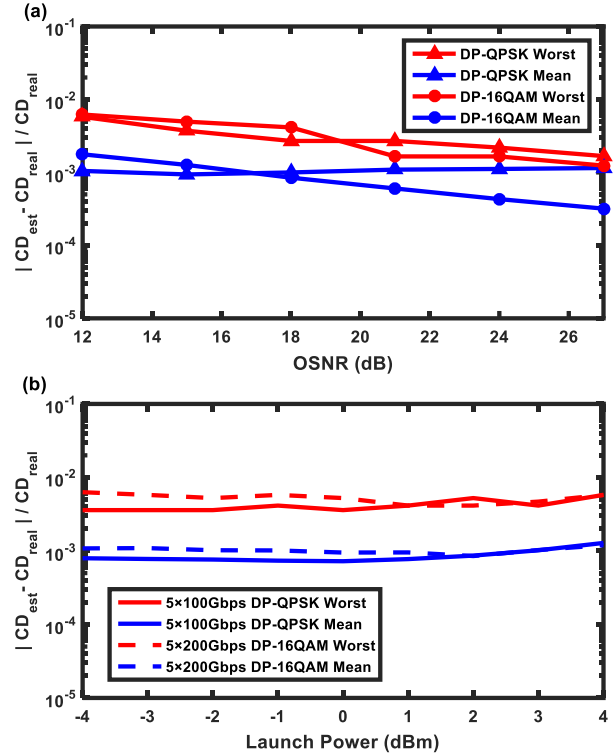 (a)
10^-1
10^-2
10^-3
10^-4
10^-5
| CD_est - CD_real | / CD_real
DP-QPSK Worst
DP-QPSK Mean
DP-16QAM Worst
DP-16QAM Mean
12 14 16 18 20 22 24 26
OSNR (dB)
(b)
10^-1
10^-2
10^-3
10^-4
10^-5
| CD_est - CD_real | / CD_real
5×100Gbps DP-QPSK Worst
5×100Gbps DP-QPSK Mean
5×200Gbps DP-16QAM Worst
5×200Gbps DP-16QAM Mean
-4 -3 -2 -1 0 1 2 3 4
Launch Power (dBm)